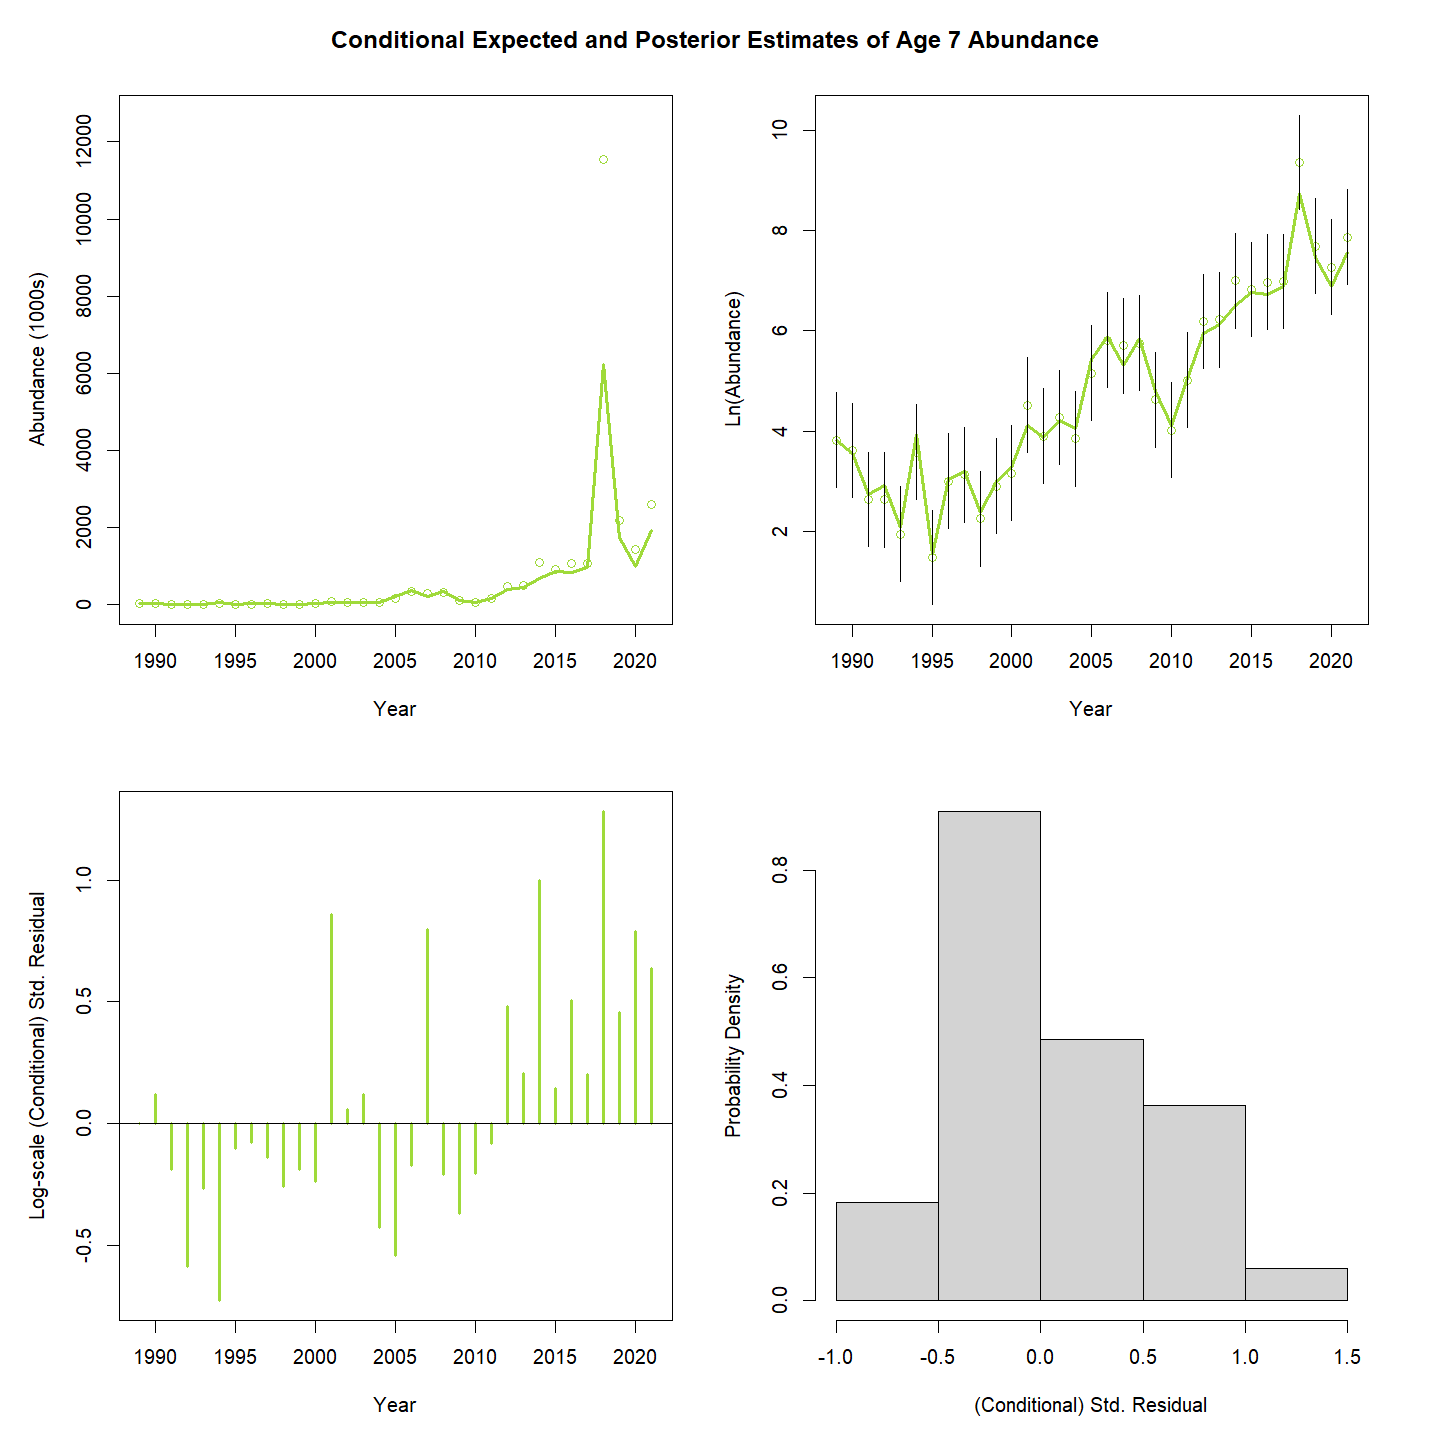 Conditional Expected and Posterior Estimates of Age 7 Abundance
Abundance (1000s)
12000
10000
8000
6000
4000
2000
0
1990 1995 2000 2005 2010 2015 2020
Year
Ln(Abundance)
10
8
6
4
2
1990 1995 2000 2005 2010 2015 2020
Year
Log-scale (Conditional) Std. Residual
1.0
0.5
0.0
-0.5
1990 1995 2000 2005 2010 2015 2020
Year
Probability Density
0.8
0.6
0.4
0.2
0.0
-1.0 -0.5 0.0 0.5 1.0 1.5
(Conditional) Std. Residual